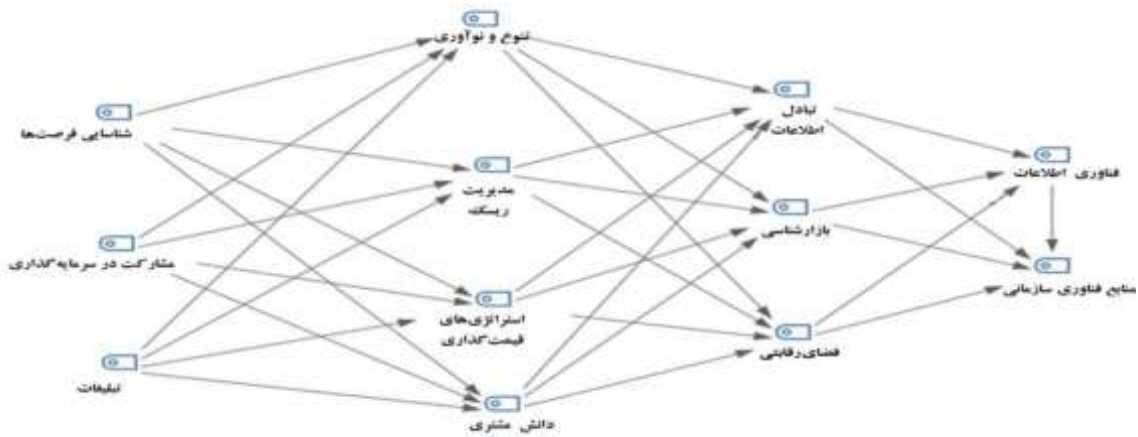 تنوع و نوآوری
شناسایی فرصت‌ها
تبادل
اطلاعات
فناوری اطلاعات
مدیریت
ریسک
بازارشناسی
مشارکت در سرمایه‌گذاری
منابع فناوری سازمانی
استراتژی‌های
قیمت‌گذاری
فضای‌رقابتی
تبلیغات
دانش مشتری